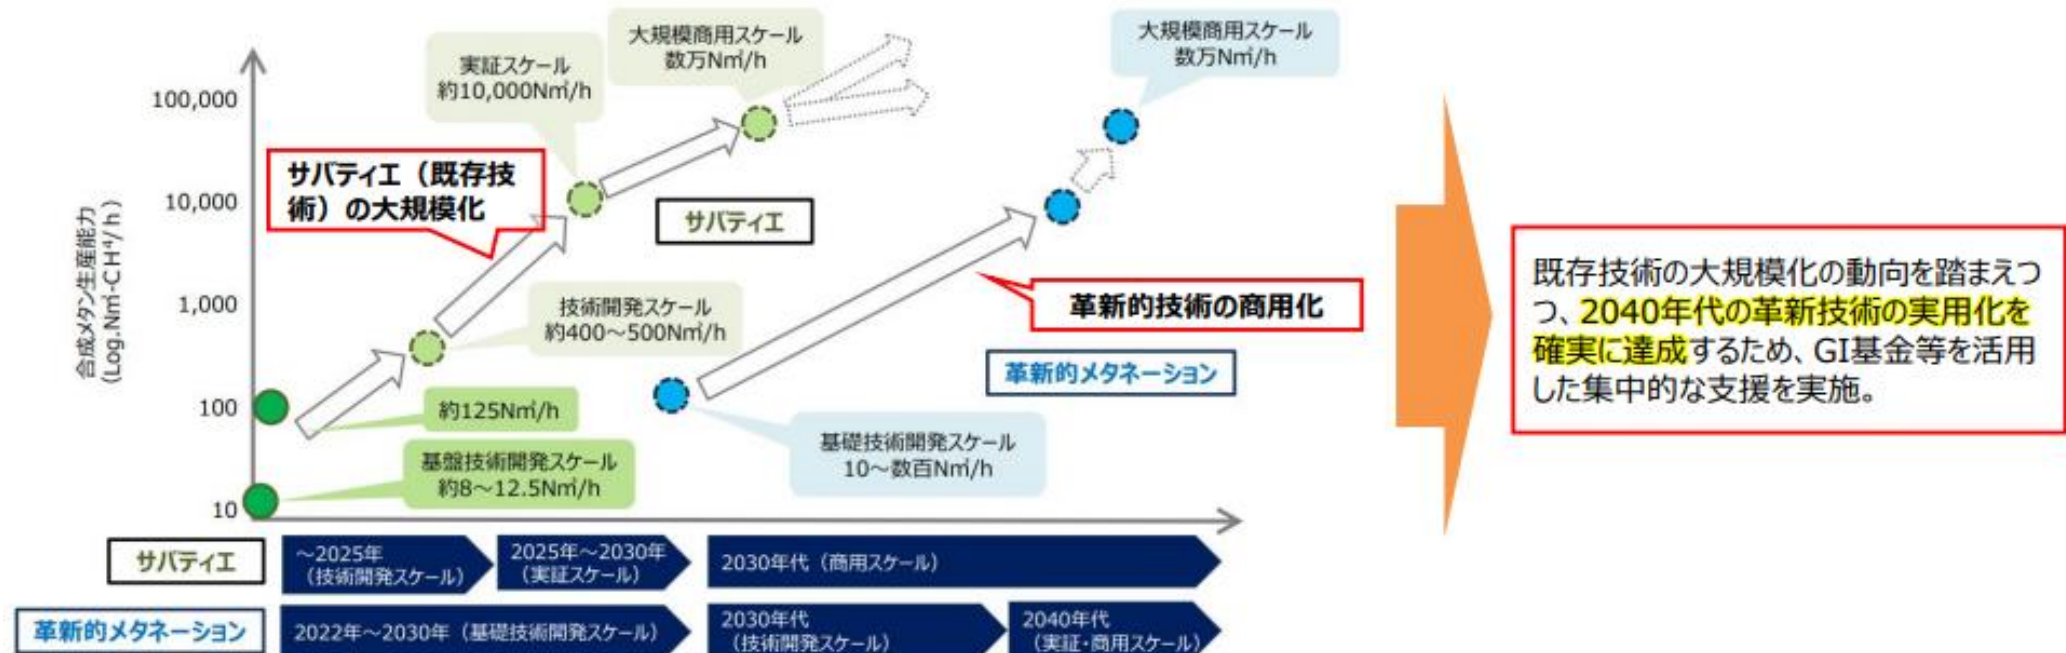 大規模商用スケール
数万N㎥/h
大規模商用スケール
数万N㎥/h
実証スケール
約10,000N㎥/h
100,000
サバティエ（既存技
術）の大規模化
10,000
サバティエ
合成メタン生産能力
（Log.N㎥-CH⁴/h）
1,000
技術開発スケール
約400～500N㎥/h
革新的技術の商用化
革新的メタネーション
100
約125N㎥/h
基盤技術開発スケール
約8～12.5N㎥/h
基礎技術開発スケール
10～数百N㎥/h
10
サバティエ
～2025年
（技術開発スケール）
2025年～2030年
（実証スケール）
2030年代（商用スケール）
革新的メタネーション
2022年～2030年（基礎技術開発スケール）
2030年代
（技術開発スケール）
2040年代
（実証・商用スケール）
既存技術の大規模化の動向を踏まえつ
つ、2040年代の革新技術の実用化を
確実に達成するため、GI基金等を活用
した集中的な支援を実施。